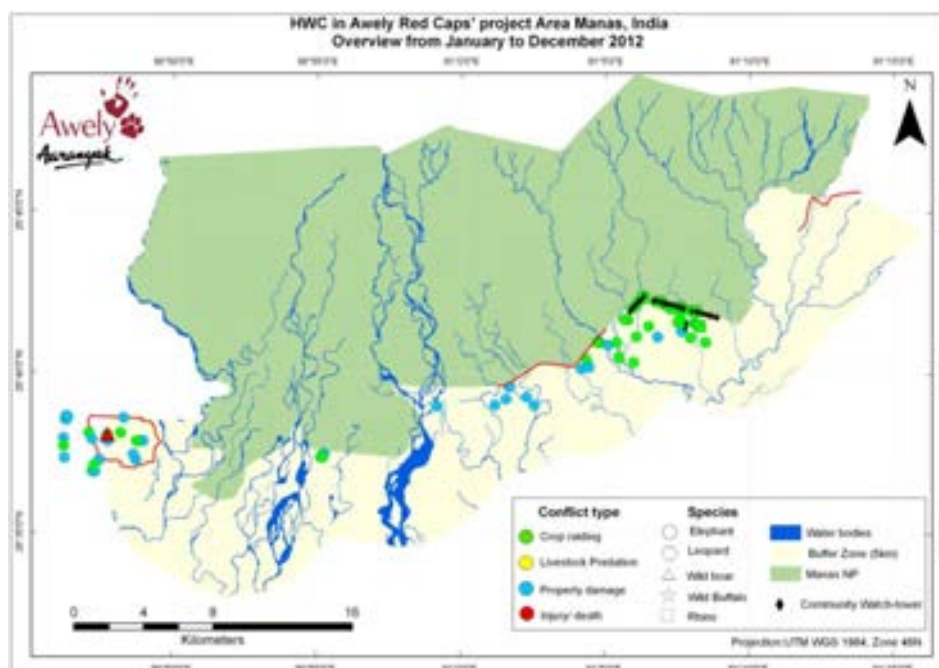 HWC in Awely Red Caps' project Area Manas, India
Overview from January to December 2012
N
Awely
Aaranyak
Conflict type
Crop raiding
Livestock Predation
Property damage
Injury/ death
Species
Elephant
Leopard
Wild boar
Wild Buffalo
Rhino
Water bodies
Buffer Zone (5km)
Manas NP
Community Watch-tower
0 2 4 8 16
Kilometers
Projection:UTM WGS 1984, Zone 46N